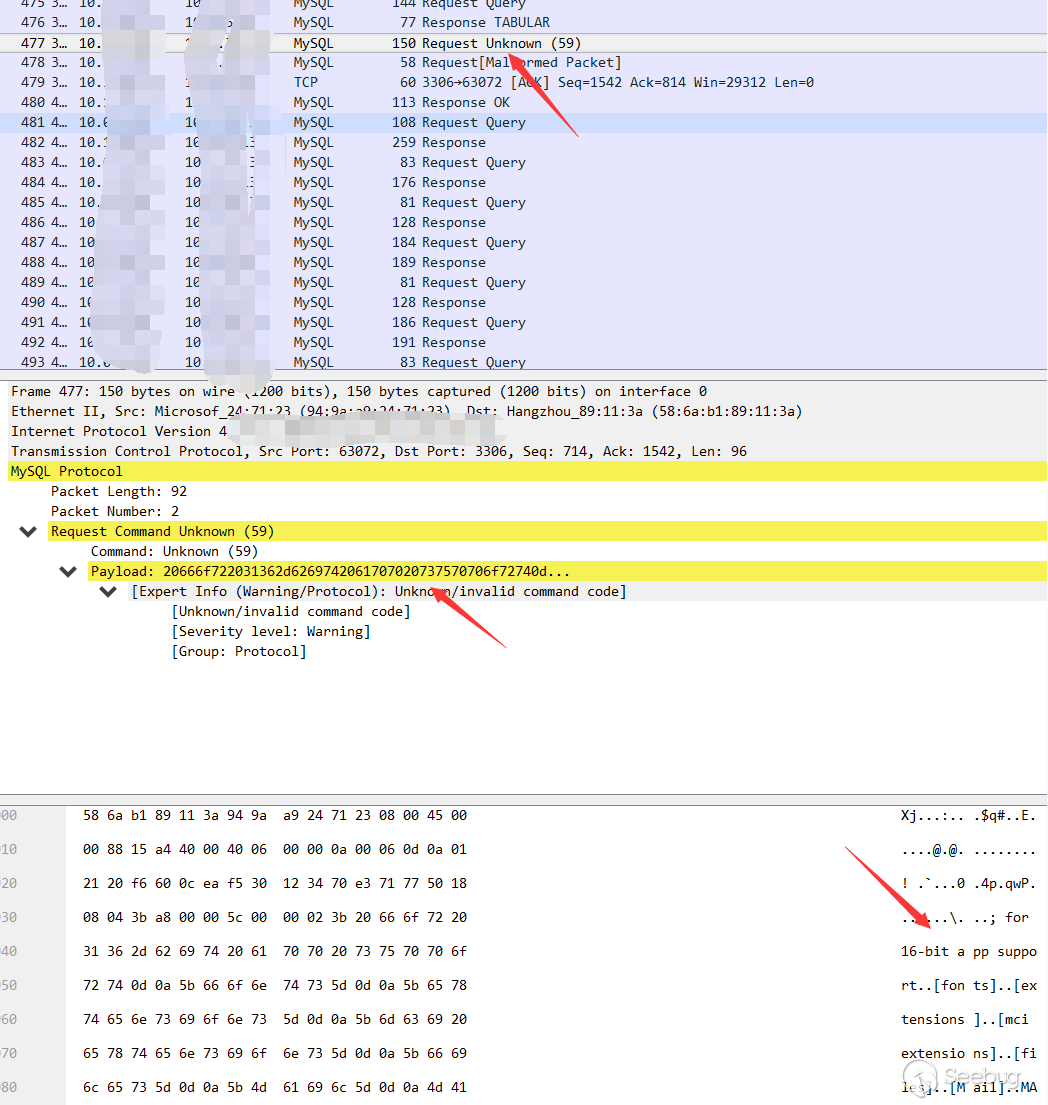 475 3… 10. MySQL 144 Request Query
476 3… 10. 10 MySQL 77 Response TABULAR
477 3… 10. MySQL 150 Request Unknown (59)
478 3… 10. MySQL 58 Request[Malformed Packet]
479 3… 10. TCP 60 3306→63072 [ACK] Seq=1542 Ack=814 Win=29312 Len=0
480 4… 10. 10 MySQL 113 Response OK
481 4… 10. 10 MySQL 108 Request Query
482 4… 10. 10 MySQL 259 Response
483 4… 10. 10 MySQL 83 Request Query
484 4… 10. 10 MySQL 176 Response
485 4… 10. 10 MySQL 81 Request Query
486 4… 10. 10 MySQL 128 Response
487 4… 10. 10 MySQL 184 Request Query
488 4… 10. 10 MySQL 189 Response
489 4… 10. 10 MySQL 81 Request Query
490 4… 10 10 MySQL 128 Response
491 4… 10 10 MySQL 186 Request Query
492 4… 10. 10 MySQL 191 Response
493 4… 10. 10. MySQL 83 Request Query
Frame 477: 150 bytes on wire (1200 bits), 150 bytes captured (1200 bits) on interface 0
Ethernet II, Src: Microsof_24:71:23 (94:9a:a9:24:71:23), Dst: Hangzhou_89:11:3a (58:6a:b1:89:11:3a)
Internet Protocol Version 4
Transmission Control Protocol, Src Port: 63072, Dst Port: 3306, Seq: 714, Ack: 1542, Len: 96
MySQL Protocol
Packet Length: 92
Packet Number: 2
Request Command Unknown (59)
Command: Unknown (59)
Payload: 20666f722031362d6269742061707020737570706f72740d...
[Expert Info (Warning/Protocol): Unknown/invalid command code]
[Unknown/invalid command code]
[Severity level: Warning]
[Group: Protocol]
00 58 6a b1 89 11 3a 94 9a a9 24 71 23 08 00 45 00 Xj...:.. .$q#..E.
10 00 88 15 a4 40 00 40 06 00 00 0a 00 06 0d 0a 01 ....@.@. ........
20 21 20 f6 60 0c ea f5 30 12 34 70 e3 71 77 50 18 ! .`...0 .4p.qwP.
30 08 04 3b a8 00 00 5c 00 00 02 3b 20 66 6f 72 20 ..;...\. ..; for
40 31 36 2d 62 69 74 20 61 70 70 20 73 75 70 70 6f 16-bit a pp suppo
50 72 74 0d 0a 5b 66 6f 6e 74 73 5d 0d 0a 5b 65 78 rt..[fon ts]..[ex
60 74 65 6e 73 69 6f 6e 73 5d 0d 0a 5b 6d 63 69 20 tensions ]..[mci
70 65 78 74 65 6e 73 69 6f 6e 73 5d 0d 0a 5b 66 69 extensio ns]..[fi
80 6c 65 73 5d 0d 0a 5b 4d 61 69 6c 5d 0d 0a 4d 41 les]..[M ail]..MA
Seebug